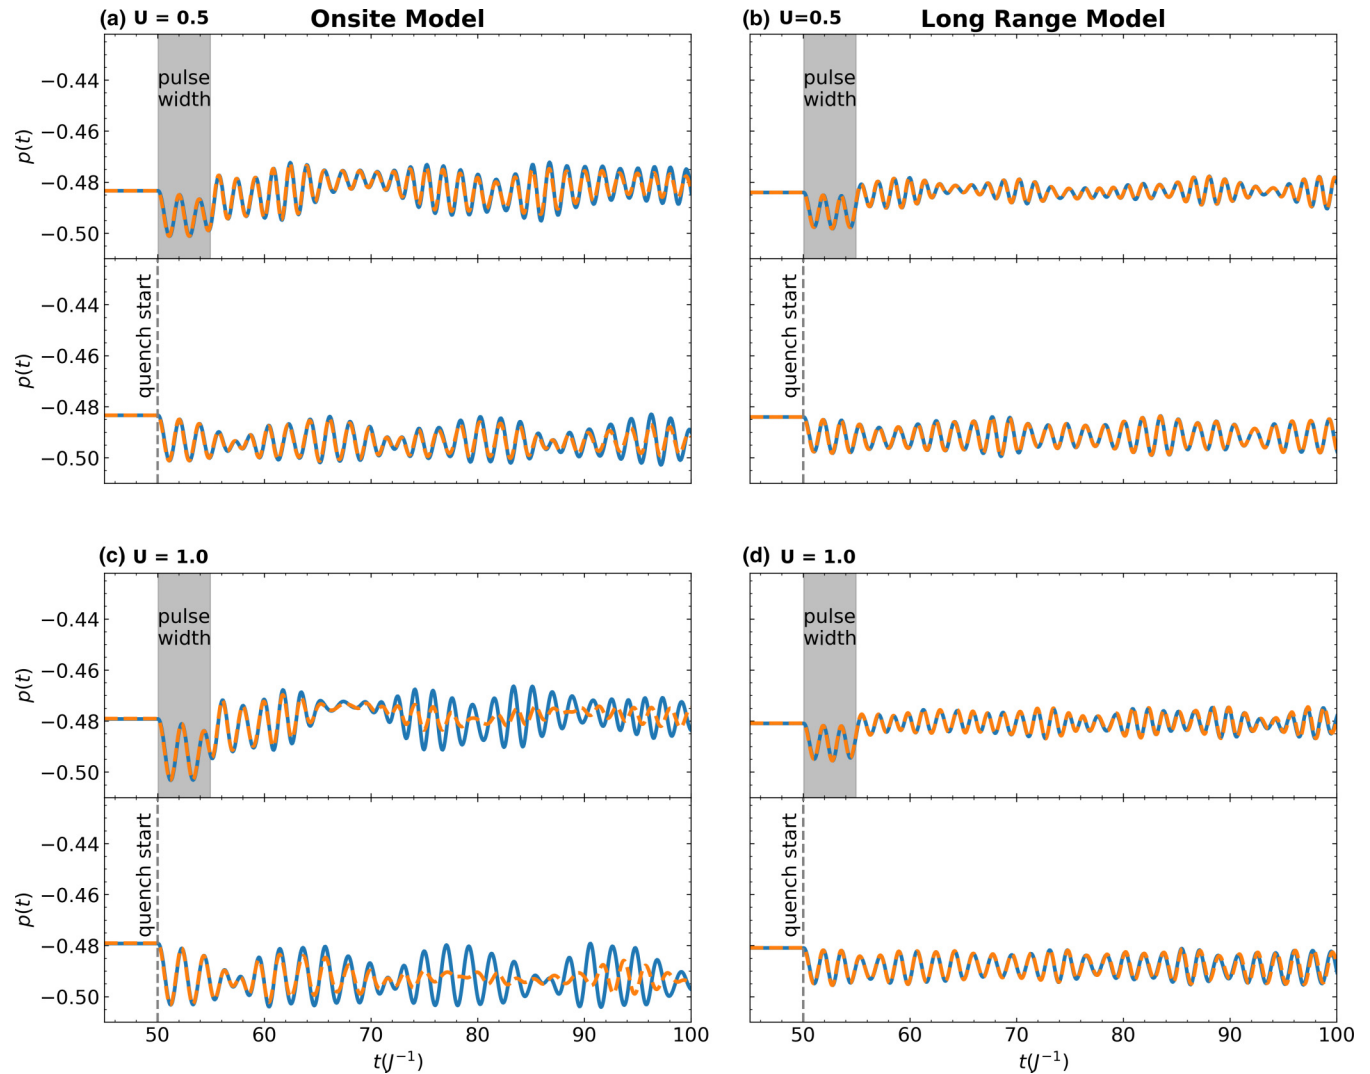 (a) U = 0.5 Onsite Model
(b) U=0.5 Long Range Model
pulse
width
−0.44
−0.46
−0.48
−0.50
p(t)
pulse
width
quench start
−0.44
−0.46
−0.48
−0.50
p(t)
quench start
(c) U = 1.0
(d) U = 1.0
pulse
width
−0.44
−0.46
−0.48
−0.50
p(t)
pulse
width
quench start
−0.44
−0.46
−0.48
−0.50
p(t)
quench start
50 60 70 80 90 100
t(J⁻¹)
50 60 70 80 90 100
t(J⁻¹)